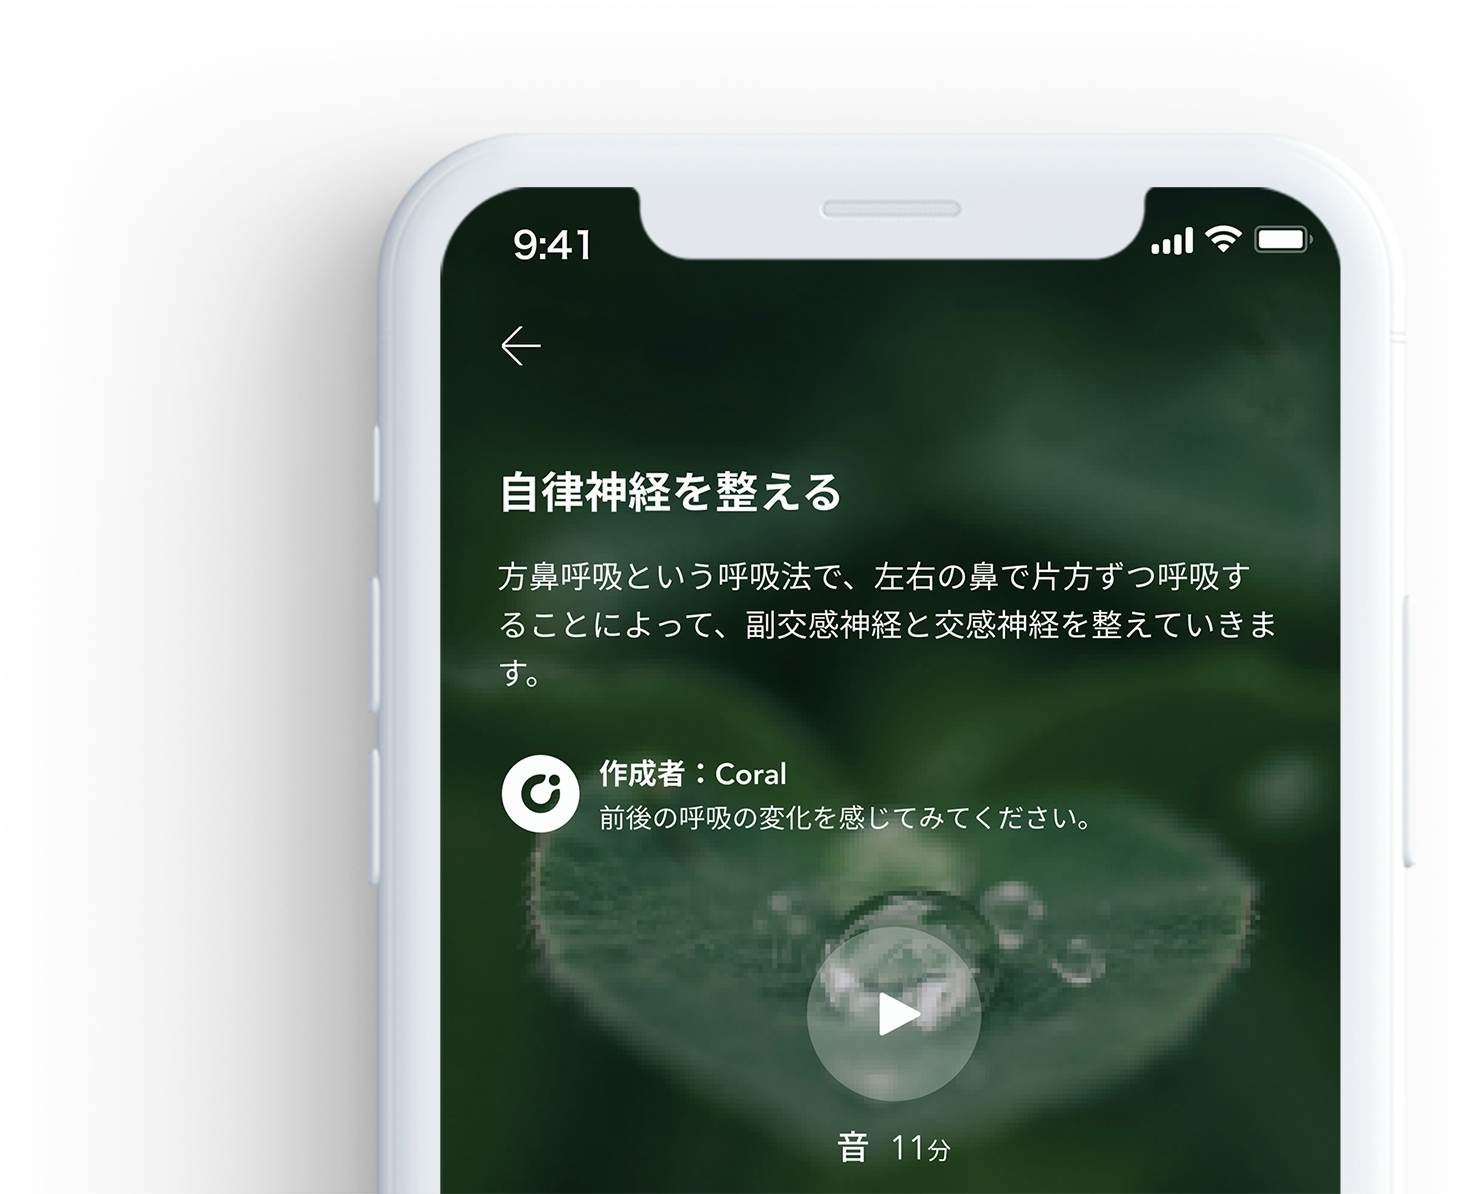 9:41
自律神経を整える
方鼻呼吸という呼吸法で、左右の鼻で片方ずつ呼吸す
ることによって、副交感神経と交感神経を整えていきま
す。
作成者：Coral
前後の呼吸の変化を感じてみてください。
音 11分